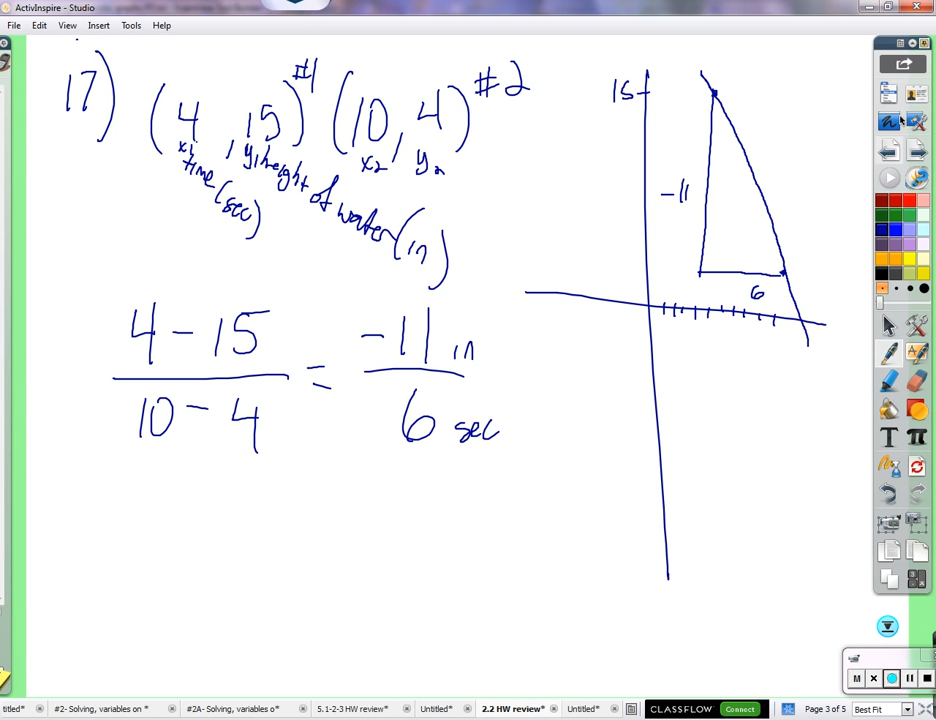 ActivInspire - Studio
File Edit View Insert Tools
17) (4, 15) #1 (10, 4) #2
x1 y1 x2 y2
time (sec)
height of water (in)
4 - 15 = -11 in
10 - 4 6 sec
15
-11
6
T π
M
titled* #2- Solving, variables on * #2A- Solving, variables o* 5.1-2-3 HW review* Untitled* 2.2 HW review* Untitled* CLASSFLOW Connect Page 3 of 5 Best Fit